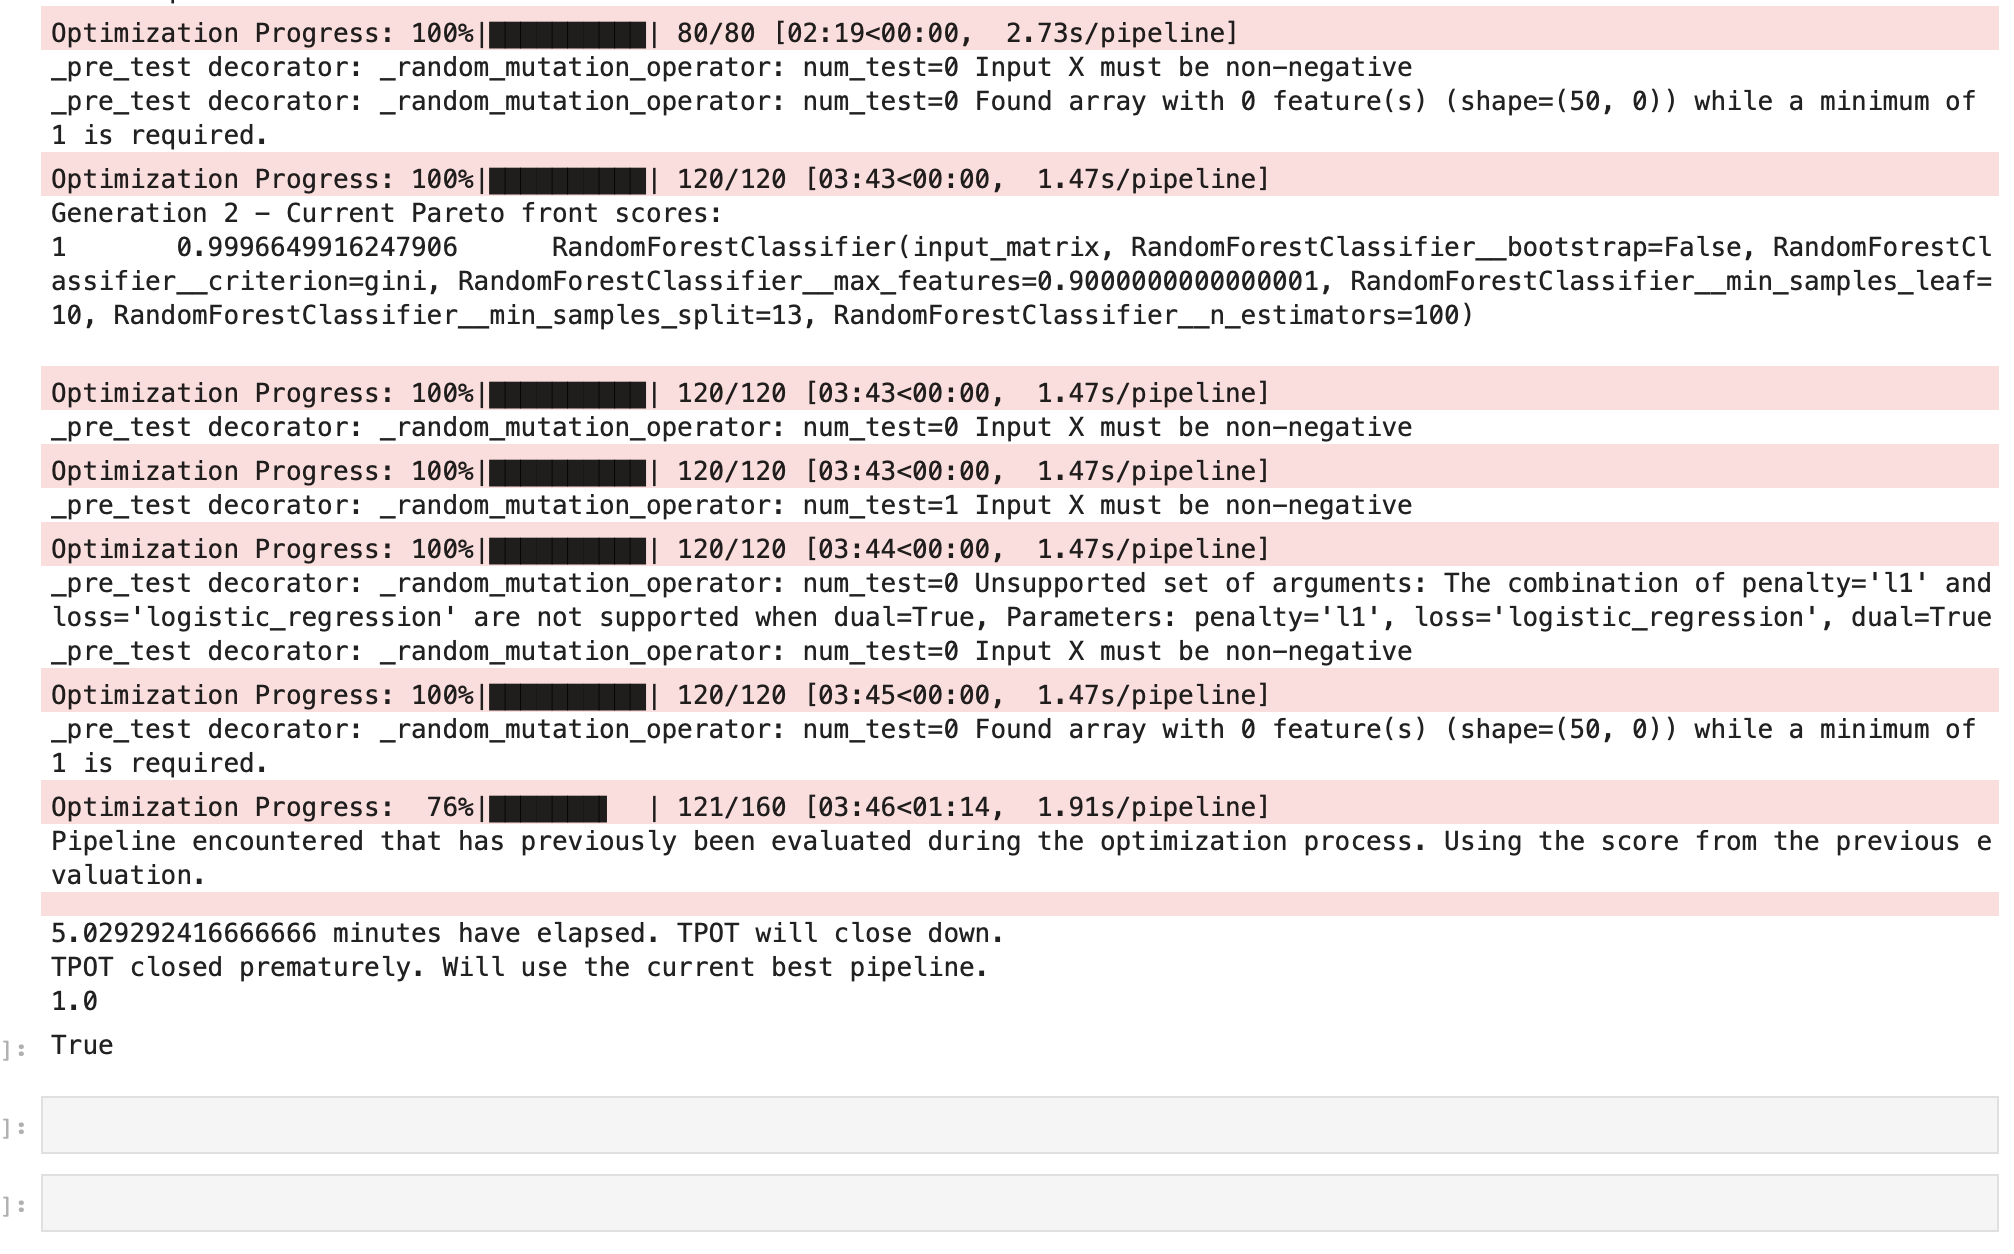 Optimization Progress: 100%|██████████| 80/80 [02:19<00:00,  2.73s/pipeline]
_pre_test decorator: _random_mutation_operator: num_test=0 Input X must be non-negative
_pre_test decorator: _random_mutation_operator: num_test=0 Found array with 0 feature(s) (shape=(50, 0)) while a minimum of
1 is required.
Optimization Progress: 100%|██████████| 120/120 [03:43<00:00,  1.47s/pipeline]
Generation 2 - Current Pareto front scores:
1       0.9996649916247906      RandomForestClassifier(input_matrix, RandomForestClassifier__bootstrap=False, RandomForestCl
assifier__criterion=gini, RandomForestClassifier__max_features=0.9000000000000001, RandomForestClassifier__min_samples_leaf=
10, RandomForestClassifier__min_samples_split=13, RandomForestClassifier__n_estimators=100)
Optimization Progress: 100%|██████████| 120/120 [03:43<00:00,  1.47s/pipeline]
_pre_test decorator: _random_mutation_operator: num_test=0 Input X must be non-negative
Optimization Progress: 100%|██████████| 120/120 [03:43<00:00,  1.47s/pipeline]
_pre_test decorator: _random_mutation_operator: num_test=1 Input X must be non-negative
Optimization Progress: 100%|██████████| 120/120 [03:44<00:00,  1.47s/pipeline]
_pre_test decorator: _random_mutation_operator: num_test=0 Unsupported set of arguments: The combination of penalty='l1' and
loss='logistic_regression' are not supported when dual=True, Parameters: penalty='l1', loss='logistic_regression', dual=True
_pre_test decorator: _random_mutation_operator: num_test=0 Input X must be non-negative
Optimization Progress: 100%|██████████| 120/120 [03:45<00:00,  1.47s/pipeline]
_pre_test decorator: _random_mutation_operator: num_test=0 Found array with 0 feature(s) (shape=(50, 0)) while a minimum of
1 is required.
Optimization Progress:  76%|███████▌  | 121/160 [03:46<01:14,  1.91s/pipeline]
Pipeline encountered that has previously been evaluated during the optimization process. Using the score from the previous e
valuation.
5.029292416666666 minutes have elapsed. TPOT will close down.
TPOT closed prematurely. Will use the current best pipeline.
1.0
]: True
]:
]: